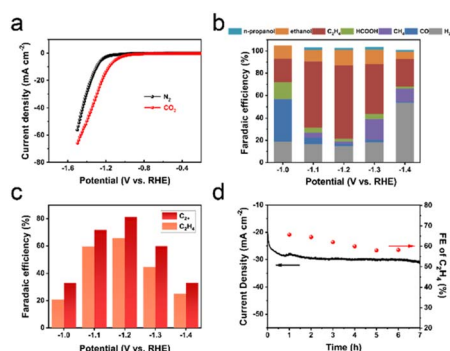 a
0
-20
-40
-60
-80
N₂
CO₂
-1.6
-1.2
-0.8
-0.4
Current density (mA cm⁻²)
Potential (V vs. RHE)
b
n-propanol
ethanol
C₂H₄
HCOOH
CH₄
CO
H₂
100
80
60
40
20
0
-1.0
-1.1
-1.2
-1.3
-1.4
Faradaic efficiency (%)
Potential (V vs. RHE)
c
80
60
40
20
0
C₂₊
C₂H₄
-1.0
-1.1
-1.2
-1.3
-1.4
Faradaic efficiency (%)
Potential (V vs. RHE)
d
-10
-20
-30
-40
-50
80
70
60
50
40
30
20
0
1
2
3
4
5
6
7
Current Density (mA cm⁻²)
FE of C₂H₄ (%)
Time (h)